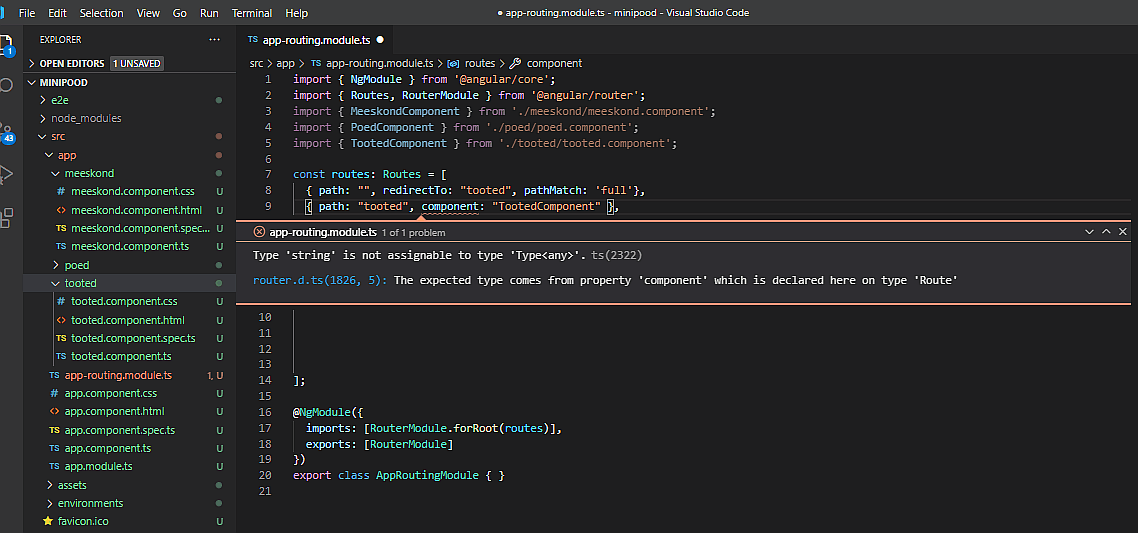 File Edit Selection View Go Run Terminal Help
● app-routing.module.ts - minipood - Visual Studio Code
EXPLORER ···
1
43
OPEN EDITORS 1 UNSAVED
MINIPOOD
e2e
node_modules
src
app
meeskond
# meeskond.component.css U
<> meeskond.component.html U
TS meeskond.component.spec... U
TS meeskond.component.ts U
poed
tooted
# tooted.component.css U
<> tooted.component.html U
TS tooted.component.spec.ts U
TS tooted.component.ts U
TS app-routing.module.ts 1, U
# app.component.css U
<> app.component.html U
TS app.component.spec.ts U
TS app.component.ts U
TS app.module.ts U
assets
environments
favicon.ico U
TS app-routing.module.ts ●
src > app > TS app-routing.module.ts > routes > component
1 import { NgModule } from '@angular/core';
2 import { Routes, RouterModule } from '@angular/router';
3 import { MeeskondComponent } from './meeskond/meeskond.component';
4 import { PoedComponent } from './poed/poed.component';
5 import { TootedComponent } from './tooted/tooted.component';
6
7 const routes: Routes = [
8 { path: "", redirectTo: "tooted", pathMatch: 'full'},
9 { path: "tooted", component: "TootedComponent" },
app-routing.module.ts 1 of 1 problem
Type 'string' is not assignable to type 'Type<any>'. ts(2322)
router.d.ts(1826, 5): The expected type comes from property 'component' which is declared here on type 'Route'
10
11
12
13
14 ];
15
16 @NgModule({
17 imports: [RouterModule.forRoot(routes)],
18 exports: [RouterModule]
19 })
20 export class AppRoutingModule { }
21